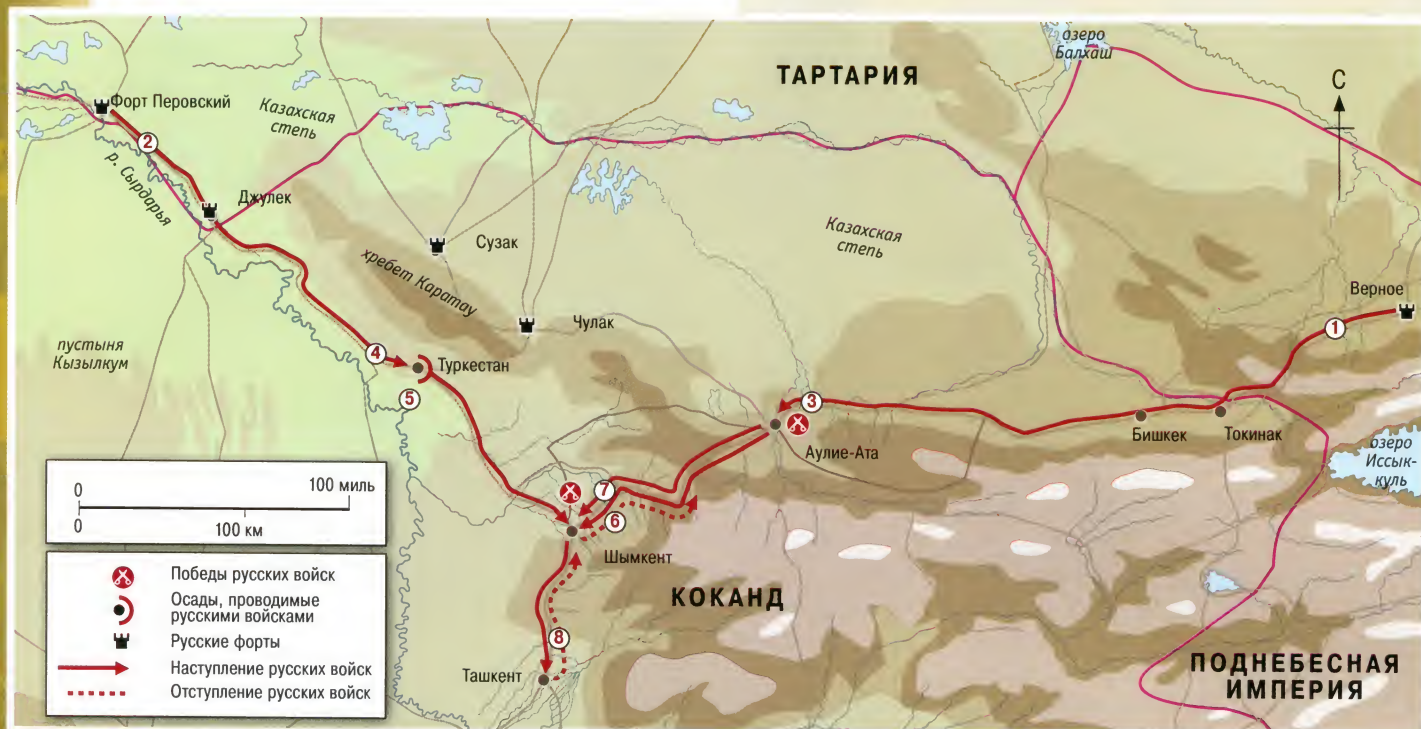 озеро
Балхаш
ТАРТАРИЯ
С
Форт Перовский
Казахская
степь
2
р. Сырдарья
Джулек
Сузак
Казахская
степь
хребет Каратау
Верное
1
Чулак
пустыня
Кызылкум
4
Туркестан
5
3
Аулие-Ата
Бишкек
Токинак
озеро
Иссык-
куль
7
6
Шымкент
КОКАНД
8
Ташкент
ПОДНЕБЕСНАЯ
ИМПЕРИЯ
0 100 миль
0 100 км
Победы русских войск
Осады, проводимые
русскими войсками
Русские форты
Наступление русских войск
Отступление русских войск